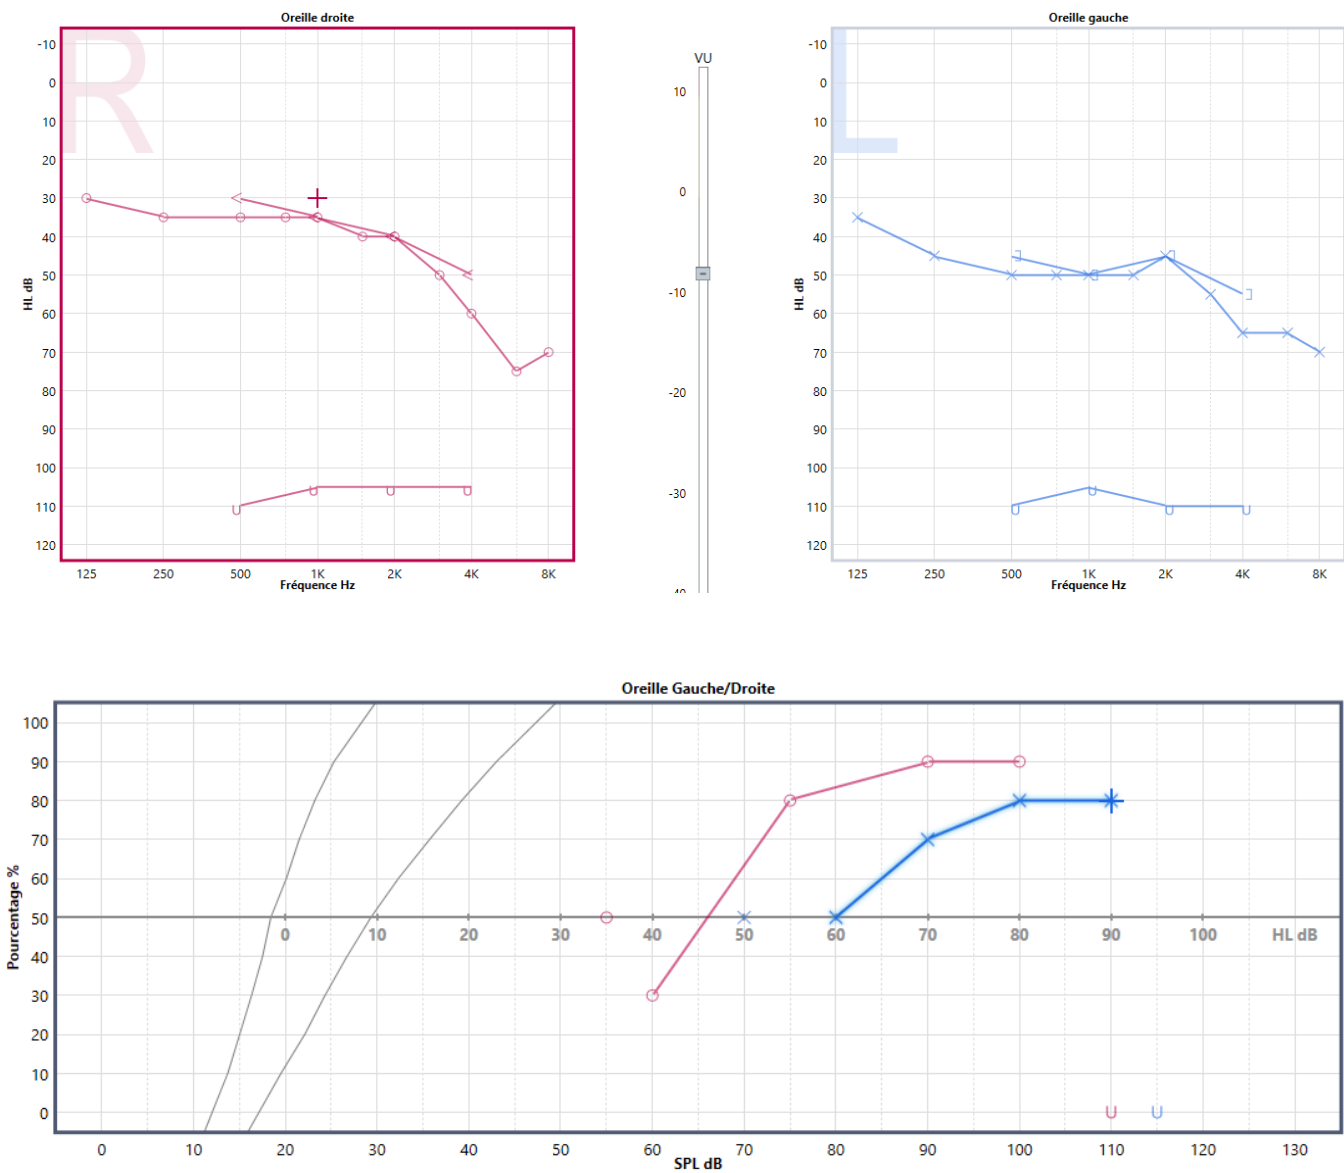 Oreille droite
R
-10
0
10
20
30
40
50
60
70
80
90
100
110
120
HL dB
125 250 500 1K 2K 4K 8K
Fréquence Hz
VU
10
0
-10
-20
-30
Oreille gauche
L
-10
0
10
20
30
40
50
60
70
80
90
100
110
120
HL dB
125 250 500 1K 2K 4K 8K
Fréquence Hz
Oreille Gauche/Droite
100
90
80
70
60
50
40
30
20
10
0
Pourcentage %
0 10 20 30 40 50 60 70 80 90 100 HL dB
U U
0 10 20 30 40 50 60 70 80 90 100 110 120 130
SPL dB